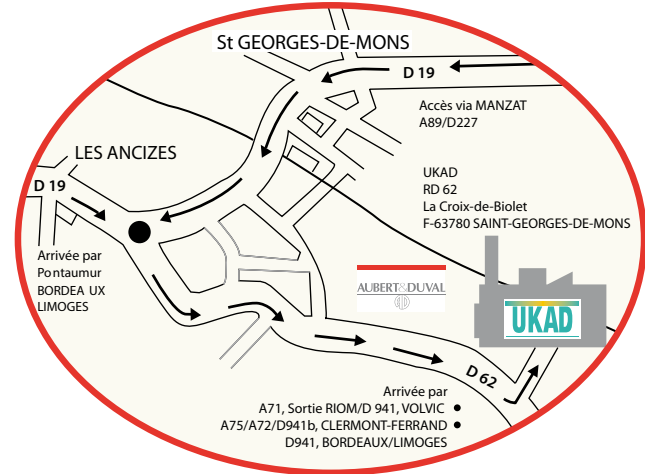 St GEORGES-DE-MONS
D 19
Accès via MANZAT
A89/D227
LES ANCIZES
D 19
UKAD
RD 62
La Croix-de-Biolet
F-63780 SAINT-GEORGES-DE-MONS
Arrivée par
Pontaumur
BORDEA UX
LIMOGES
AUBERT&DUVAL
UKAD
D 62
Arrivée par
A71, Sortie RIOM/D 941, VOLVIC
A75/A72/D941b, CLERMONT-FERRAND
D941, BORDEAUX/LIMOGES